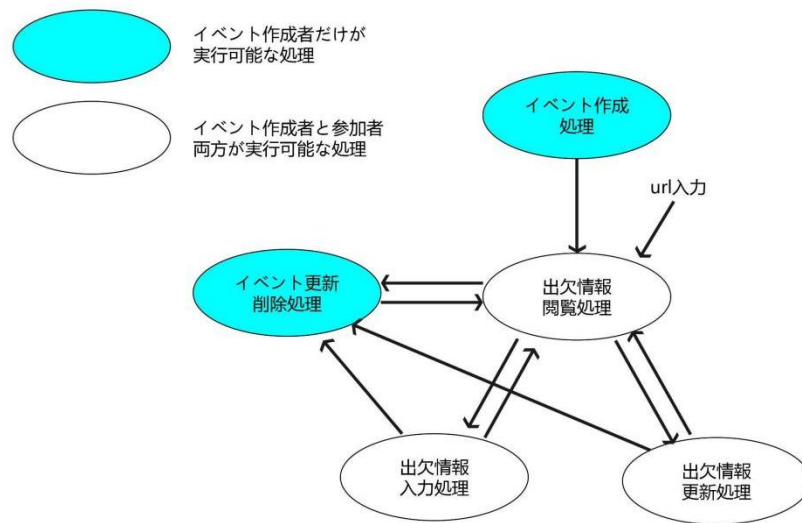 イベント作成者だけが
実行可能な処理
イベント作成者と参加者
両方が実行可能な処理
イベント作成
処理
url入力
イベント更新
削除処理
出欠情報
閲覧処理
出欠情報
入力処理
出欠情報
更新処理